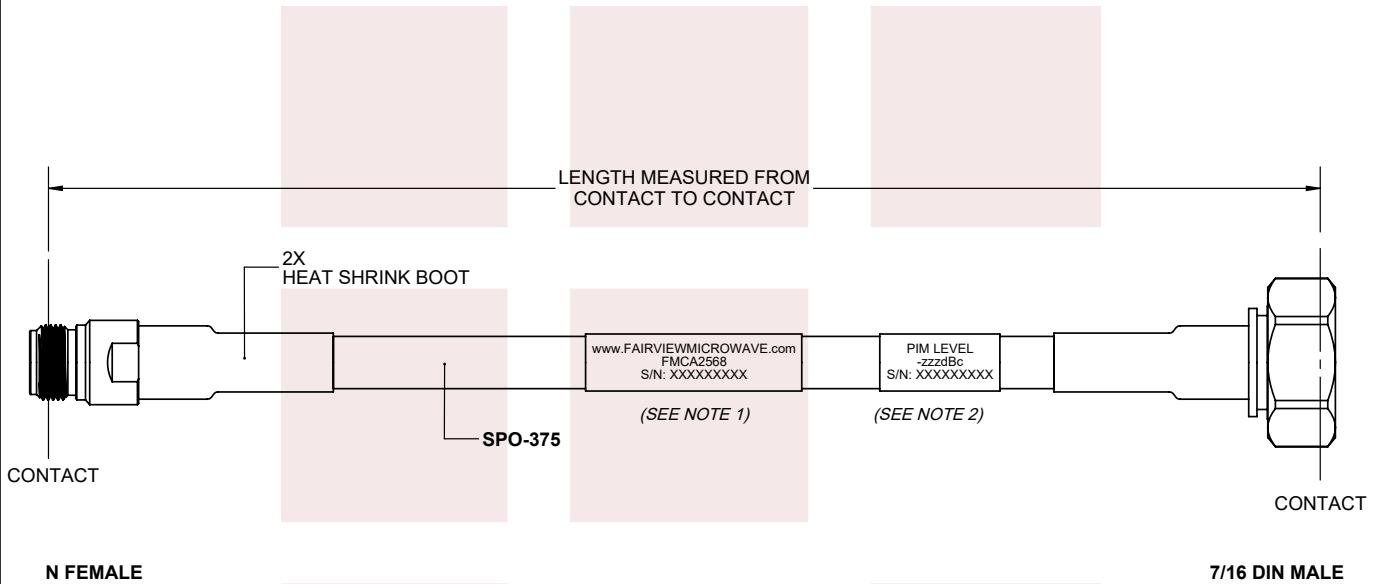 LENGTH MEASURED FROM
CONTACT TO CONTACT
2X
HEAT SHRINK BOOT
www.FAIRVIEWMICROWAVE.com
FMCA2568
S/N: XXXXXXXXX
PIM LEVEL
-zzzdBc
S/N: XXXXXXXXX
(SEE NOTE 1)
(SEE NOTE 2)
SPO-375
CONTACT
CONTACT
N FEMALE
7/16 DIN MALE